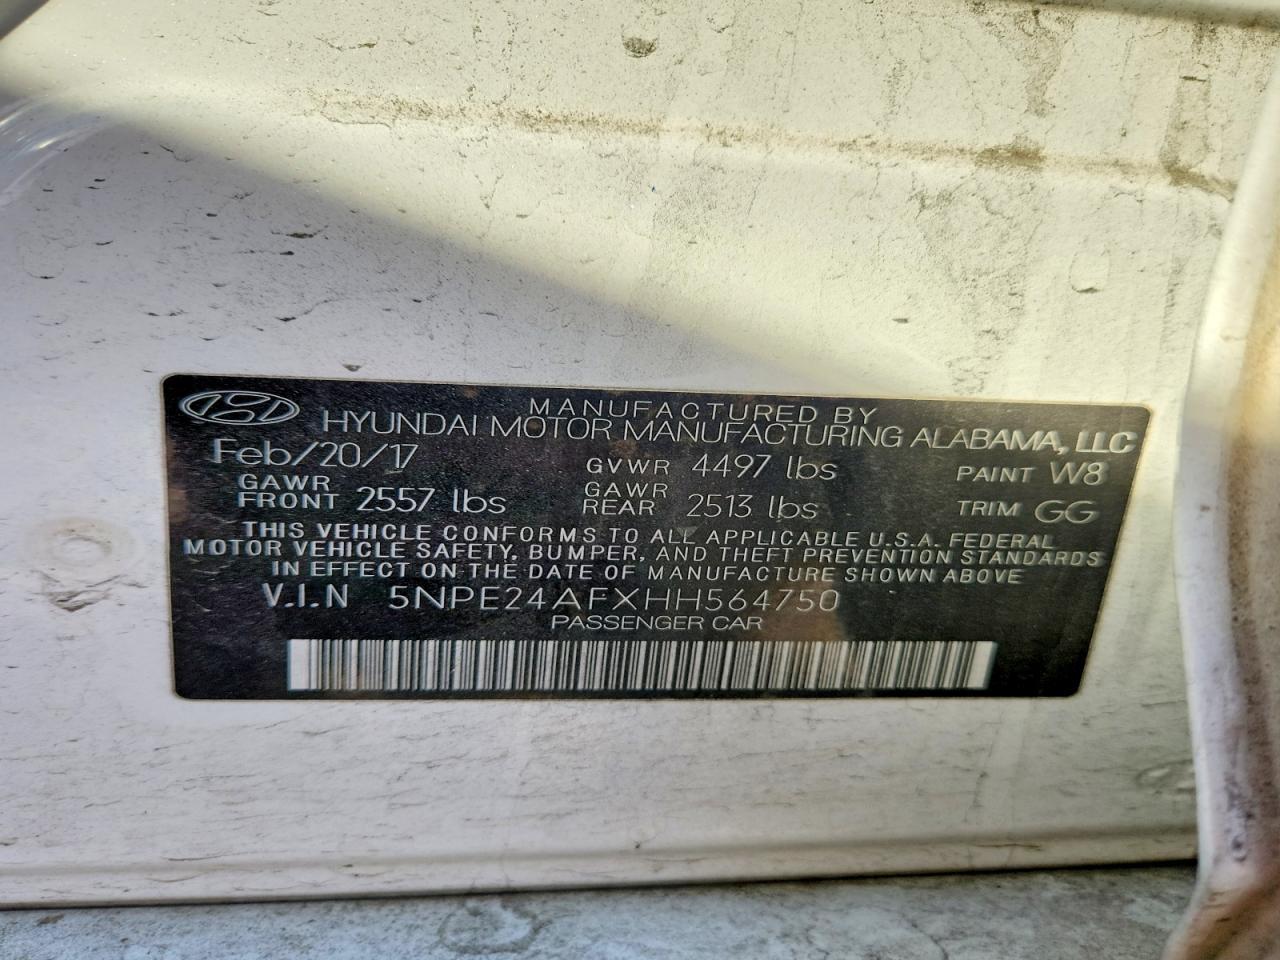 MANUFACTURED BY
HYUNDAI MOTOR MANUFACTURING ALABAMA, LLC
Feb/20/17 GVWR 4497 lbs PAINT W8
GAWR FRONT 2557 lbs GAWR REAR 2513 lbs TRIM GG
THIS VEHICLE CONFORMS TO ALL APPLICABLE U.S.A. FEDERAL
MOTOR VEHICLE SAFETY, BUMPER, AND THEFT PREVENTION STANDARDS
IN EFFECT ON THE DATE OF MANUFACTURE SHOWN ABOVE
V.I.N 5NPE24AFXHH564750
PASSENGER CAR